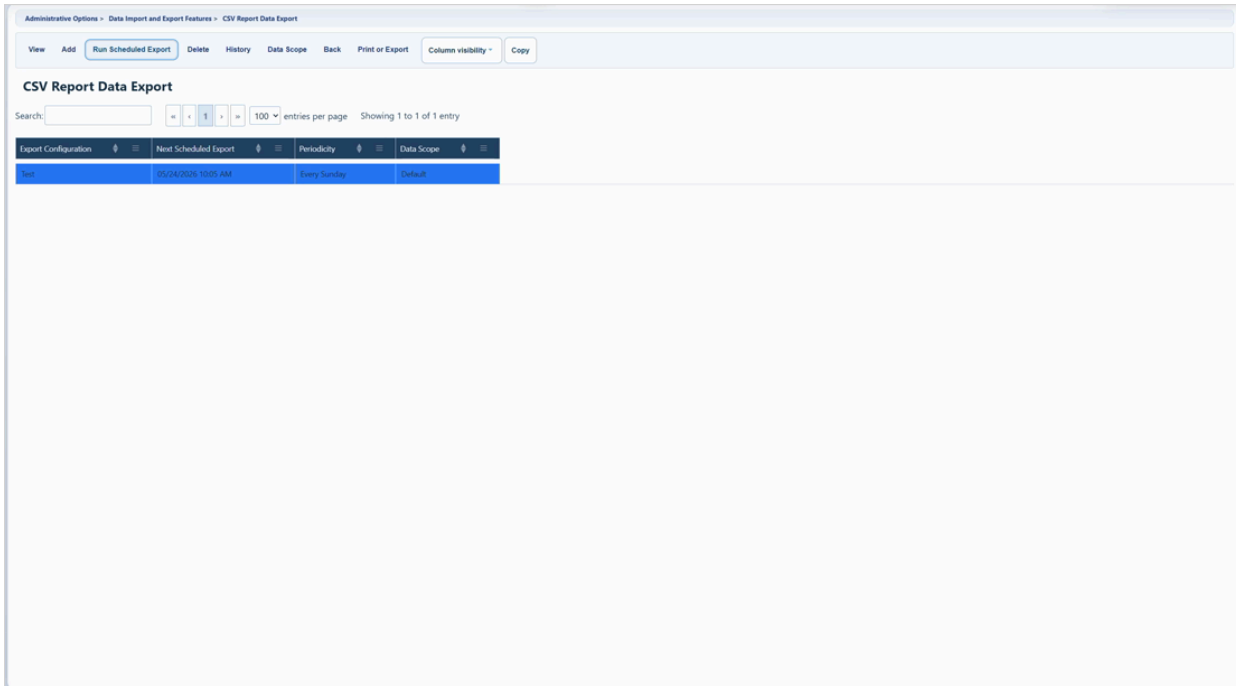 Administrative Options > Data Import and Export Features > CSV Report Data Export
View Add Run Scheduled Export Delete History Data Scope Back Print or Export Column visibility Copy
CSV Report Data Export
Search: « ‹ 1 › » 100 entries per page Showing 1 to 1 of 1 entry
Export Configuration Next Scheduled Export Periodicity Data Scope
Test 05/24/2026 10:05 AM Every Sunday Default